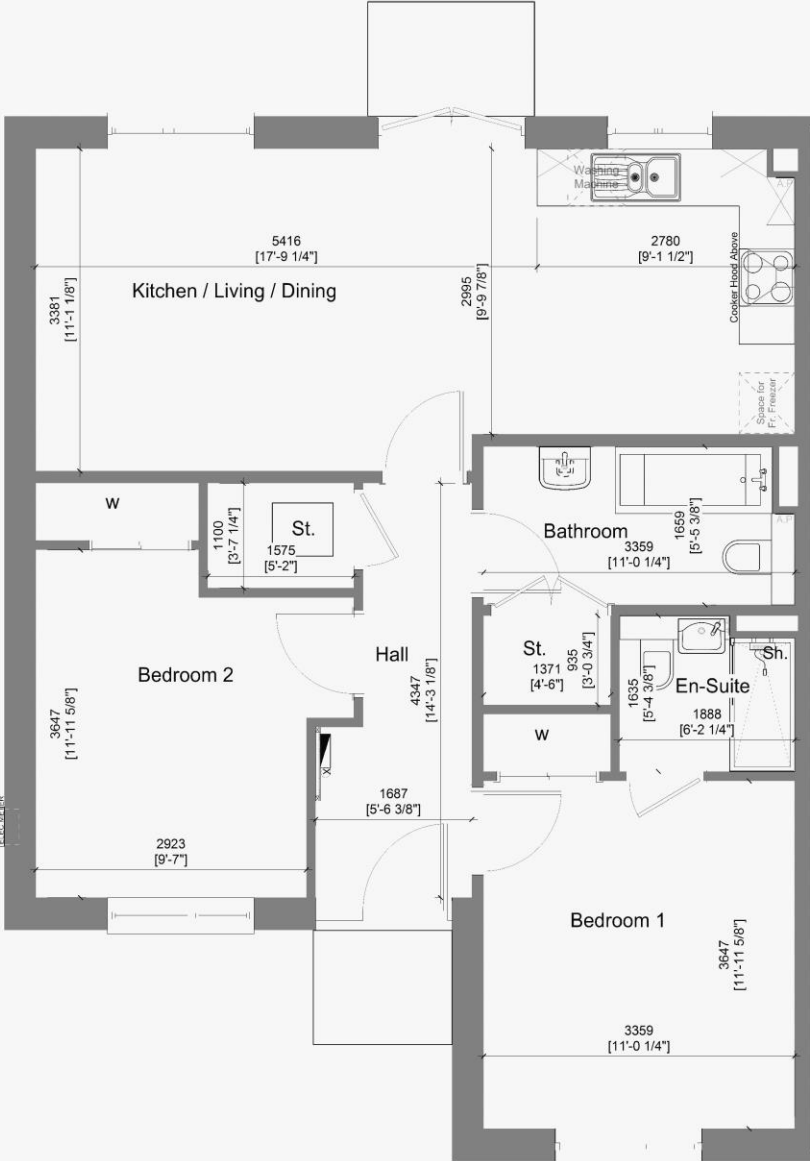 Washing
Machine
A.P
5416
[17'-9 1/4"]
2780
[9'-1 1/2"]
Cooker Hood Above
Kitchen / Living / Dining
3381
[11'-1 1/8"]
2995
[9'-9 7/8"]
Space for
Fr. Freezer
W
1100
[3'-7 1/4"]
St.
1575
[5'-2"]
Bathroom
1659
[5'-5 3/8"]
3359
[11'-0 1/4"]
A.P
Bedroom 2
Hall
St.
935
[3'-0 3/4"]
1371
[4'-6"]
Sh.
En-Suite
1635
[5'-4 3/8"]
1888
[6'-2 1/4"]
3647
[11'-11 5/8"]
4347
[14'-3 1/8"]
W
X
X
1687
[5'-6 3/8"]
ELEC METER
2923
[9'-7"]
Bedroom 1
3647
[11'-11 5/8"]
3359
[11'-0 1/4"]